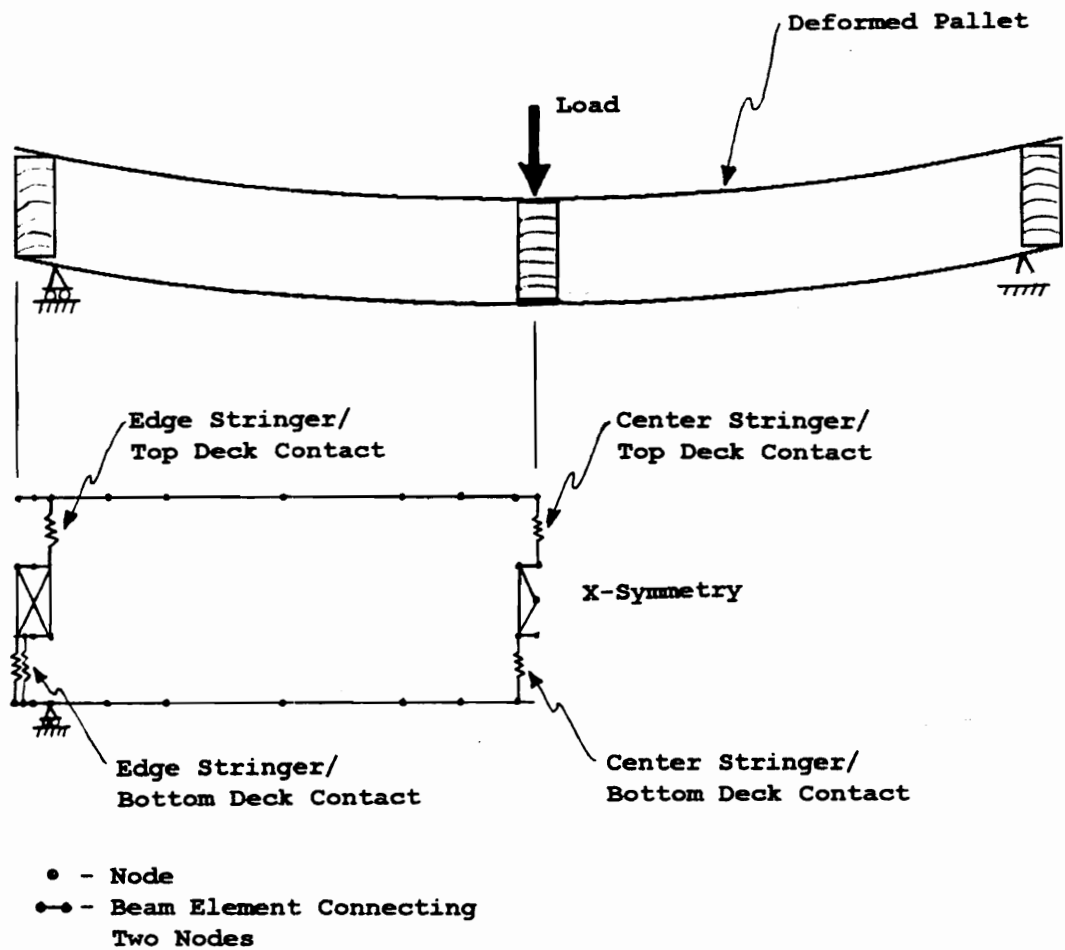 Deformed Pallet
Load
Edge Stringer/
Top Deck Contact
Center Stringer/
Top Deck Contact
X-Symmetry
Edge Stringer/
Bottom Deck Contact
Center Stringer/
Bottom Deck Contact
- Node
- Beam Element Connecting
Two Nodes